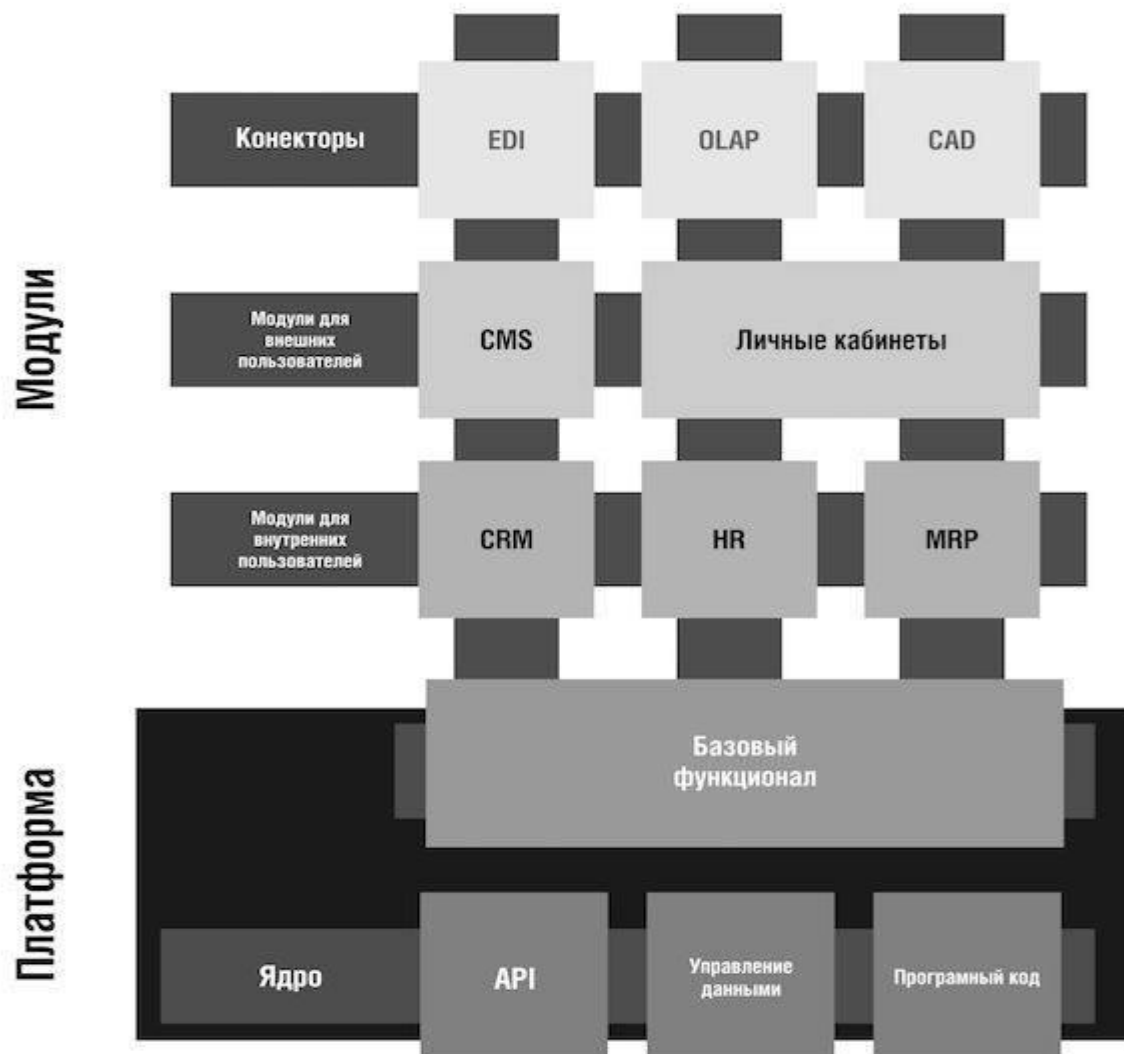 Модули
Конекторы
EDI
OLAP
CAD
Модули для
внешних
пользователей
CMS
Личные кабинеты
Модули для
внутренних
пользователей
CRM
HR
MRP
Платформа
Базовый
функционал
Ядро
API
Управление
данными
Програмный код